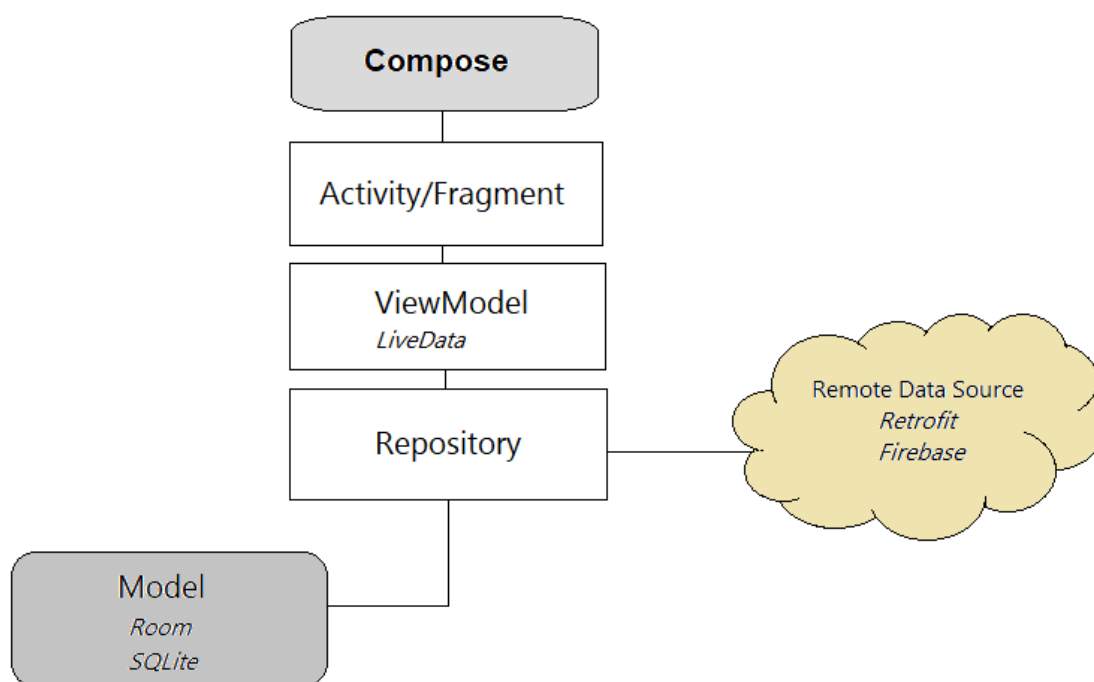 Compose
Activity/Fragment
ViewModel
LiveData
Repository
Remote Data Source
Retrofit
Firebase
Model
Room
SQLite